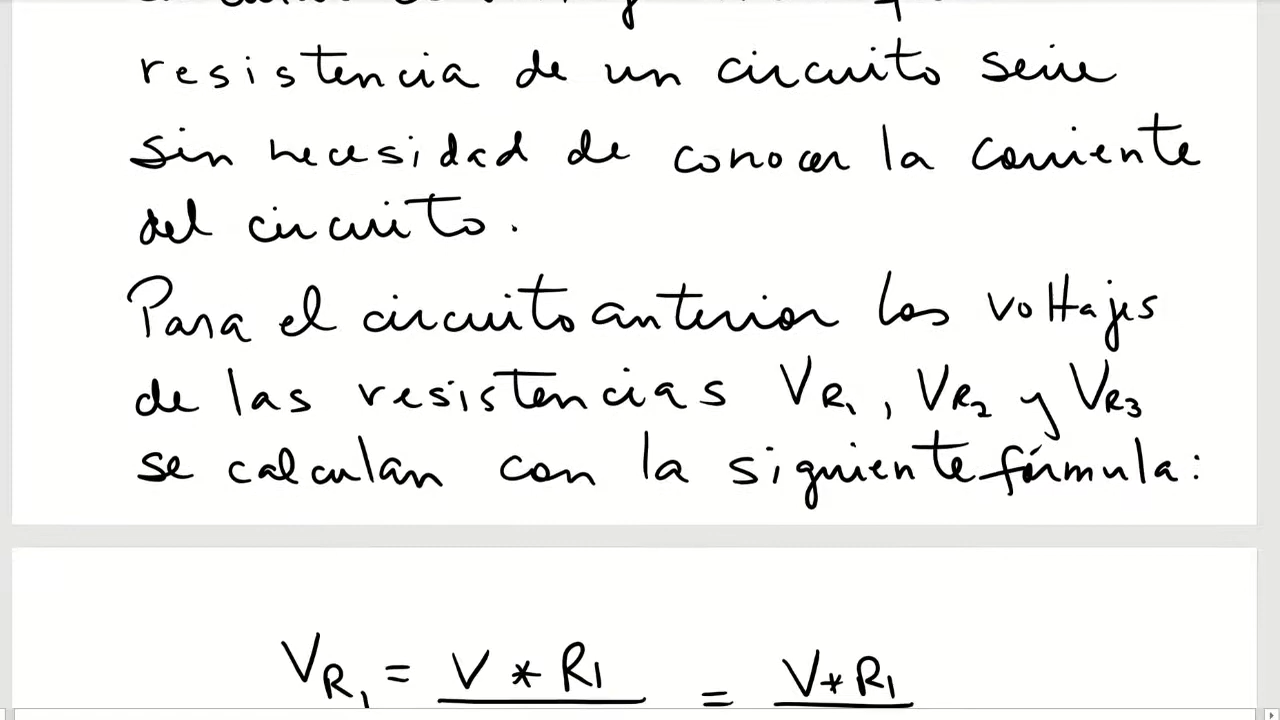 resistencia de un circuito serie
sin necesidad de conocer la corriente
del circuito.
Para el circuito anterior los voltajes
de las resistencias VR1, VR2 y VR3
se calculan con la siguiente fórmula:
VR1 = V * R1 = V * R1